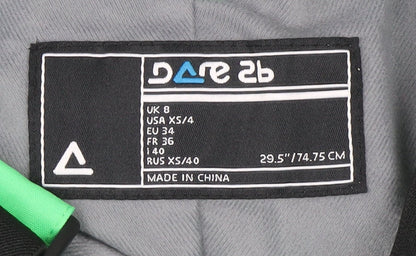 DARE 2b
UK 8
USA XS/4
EU 34
FR 36
I 40
RUS XS/40
29.5"/74.75 CM
MADE IN CHINA